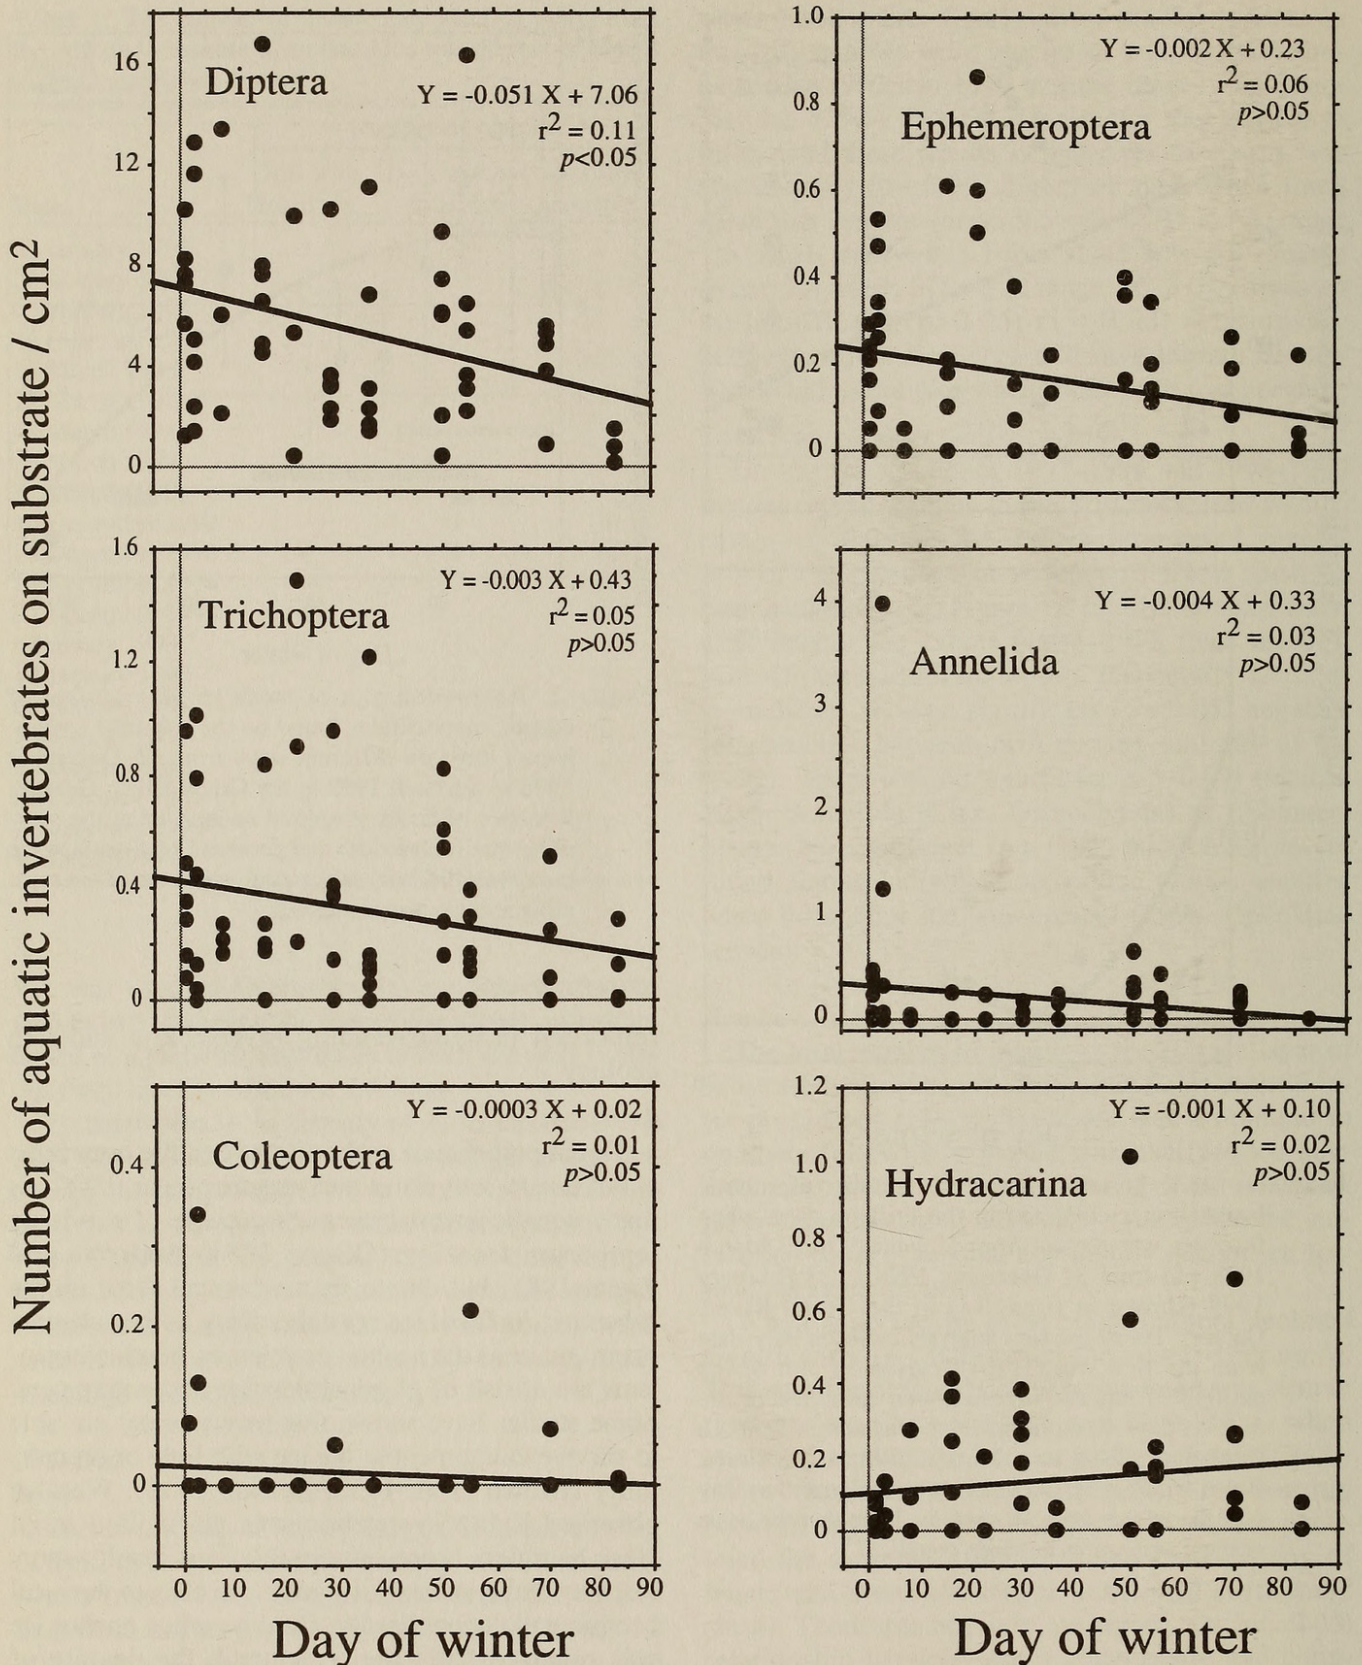 Number of aquatic invertebrates on substrate / cm2
16
12
8
4
0
Diptera
Y = -0.051 X + 7.06
r2 = 0.11
p<0.05
1.0
0.8
0.6
0.4
0.2
0
Y = -0.002 X + 0.23
r2 = 0.06
p>0.05
Ephemeroptera
1.6
1.2
0.8
0.4
0
Y = -0.003 X + 0.43
Trichoptera
r2 = 0.05
p>0.05
4
3
2
1
0
Y = -0.004 X + 0.33
r2 = 0.03
Annelida
p>0.05
0.4
0.2
0
Y = -0.0003 X + 0.02
r2 = 0.01
Coleoptera
p>0.05
0 10 20 30 40 50 60 70 80 90
Day of winter
1.2
1.0
0.8
0.6
0.4
0.2
0
Y = -0.001 X + 0.10
r2 = 0.02
p>0.05
Hydracarina
0 10 20 30 40 50 60 70 80 90
Day of winter